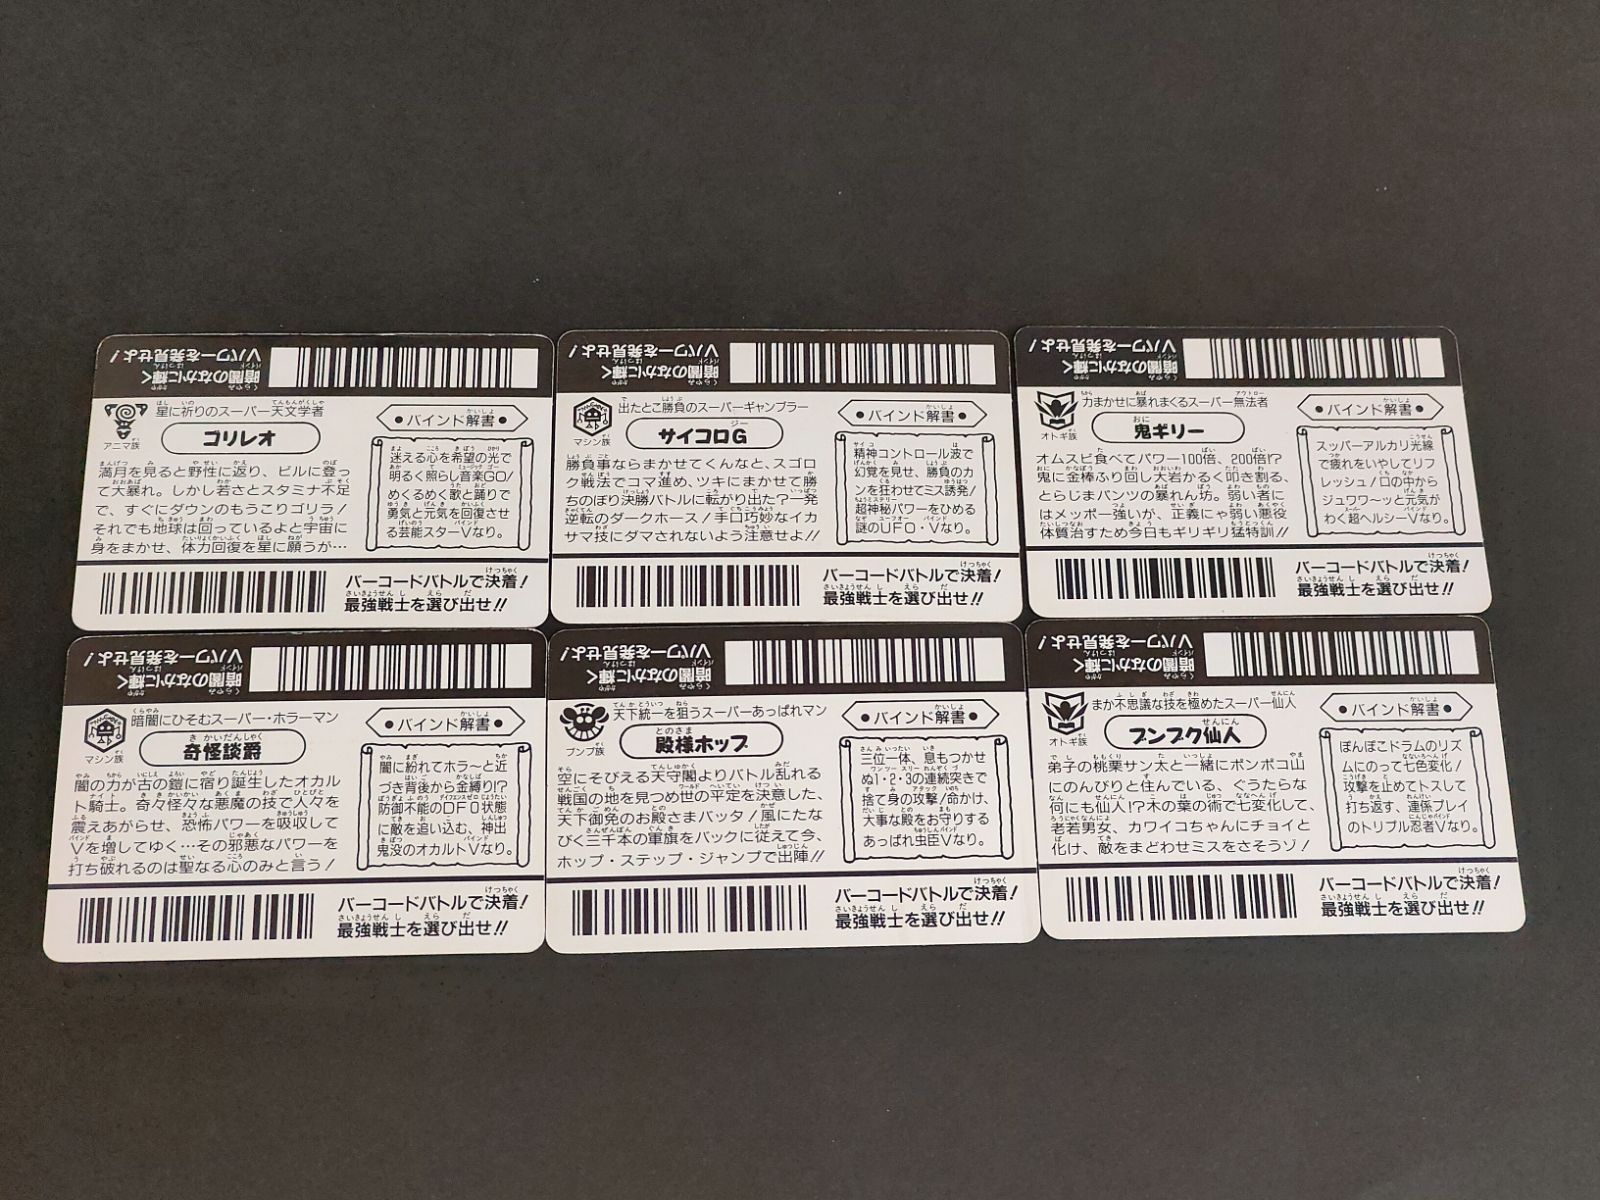 暗闇のなかに輝く
Vパワーを発見せよ!
星に祈りのスーパー天文学者
アニマ族
ゴリレオ
満月を見ると野性に返り、ビルに登っ
て大暴れ。しかし若さとスタミナ不足
で、すぐにダウンのもうこりゴリラ!
それでも地球は回っているよと宇宙に
身をまかせ、体力回復を星に願うが…
●バインド解書●
迷える心を希望の光で
明るく照らし音楽GO!
めくるめく歌と踊りで
勇気と元気を回復させ
る芸能スターVなり。
バーコードバトルで決着!
最強戦士を選び出せ!!
暗闇のなかに輝く
Vパワーを発見せよ!
出たとこ勝負のスーパーギャンブラー
マシン族
サイコロG
勝負事ならまかせてくんなと、スゴロ
ク戦法でコマ進め、ツキにまかせて勝
ちのぼり決勝バトルに転がり出た?一発
逆転のダークホース!手口巧妙なイカ
サマ技にダマされないよう注意せよ!!
●バインド解書●
精神コントロール波で
幻覚を見せ、勝負のカ
ンを狂わせてミス誘発!
超神秘パワーをひめる
謎のUFO・Vなり。
バーコードバトルで決着!
最強戦士を選び出せ!!
暗闇のなかに輝く
Vパワーを発見せよ!
力まかせに暴れまくるスーパー無法者
オトギ族
鬼ギリー
オムスビ食べてパワー100倍、200倍!?
鬼に金棒ふり回し大岩かるく叩き割る、
とらじまパンツの暴れん坊。弱い者に
はメッポー強いが、正義にゃ弱い悪役
体質治すため今日もギリギリ猛特訓!!
●バインド解書●
スッパーアルカリ光線
で疲れをいやしてリフ
レッシュ!口の中から
ジュワワ〜ッと元気が
わく超ヘルシーVなり。
バーコードバトルで決着!
最強戦士を選び出せ!!
暗闇のなかに輝く
Vパワーを発見せよ!
暗闇にひそむスーパー・ホラーマン
マシン族
奇怪談爵
闇の力が古の鎧に宿り誕生したオカル
ト騎士。奇々怪々な悪魔の技で人々を
震えあがらせ、恐怖パワーを吸収して
Vを増してゆく…その邪悪なパワーを
打ち破れるのは聖なる心のみと言う!
●バインド解書●
闇に紛れてホラ〜と近
づき背後から金縛り!?
防御不能のDF0状態
に敵を追い込む、神出
鬼没のオカルトVなり。
バーコードバトルで決着!
最強戦士を選び出せ!!
暗闇のなかに輝く
Vパワーを発見せよ!
天下統一を狙うスーパーあっぱれマン
ブンブ族
殿様ホップ
空にそびえる天守閣よりバトル乱れる
戦国の地を見つめ世の平定を決意した、
天下御免のお殿さまバッタ!風にたな
びく三千本の軍旗をバックに従えて今、
ホップ・ステップ・ジャンプで出陣!!
●バインド解書●
三位一体、息もつかせ
ぬ1・2・3の連続突きで
捨て身の攻撃!命かけ、
大事な殿をお守りする
あっぱれ虫臣Vなり。
バーコードバトルで決着!
最強戦士を選び出せ!!
暗闇のなかに輝く
Vパワーを発見せよ!
まか不思議な技を極めたスーパー仙人
オトギ族
ブンブク仙人
弟子の桃栗サン太と一緒にポンポコ山
にのんびりと住んでいる、ぐうたらな
何にも仙人!?木の葉の術で七変化して、
老若男女、カワイコちゃんにチョイと
化け、敵をまどわせミスをさそうゾ!
●バインド解書●
ぽんぽこドラムのリズ
ムにのって七色変化!
攻撃を止めてトスして
打ち返す、連係プレイ
のトリプル忍者Vなり。
バーコードバトルで決着!
最強戦士を選び出せ!!